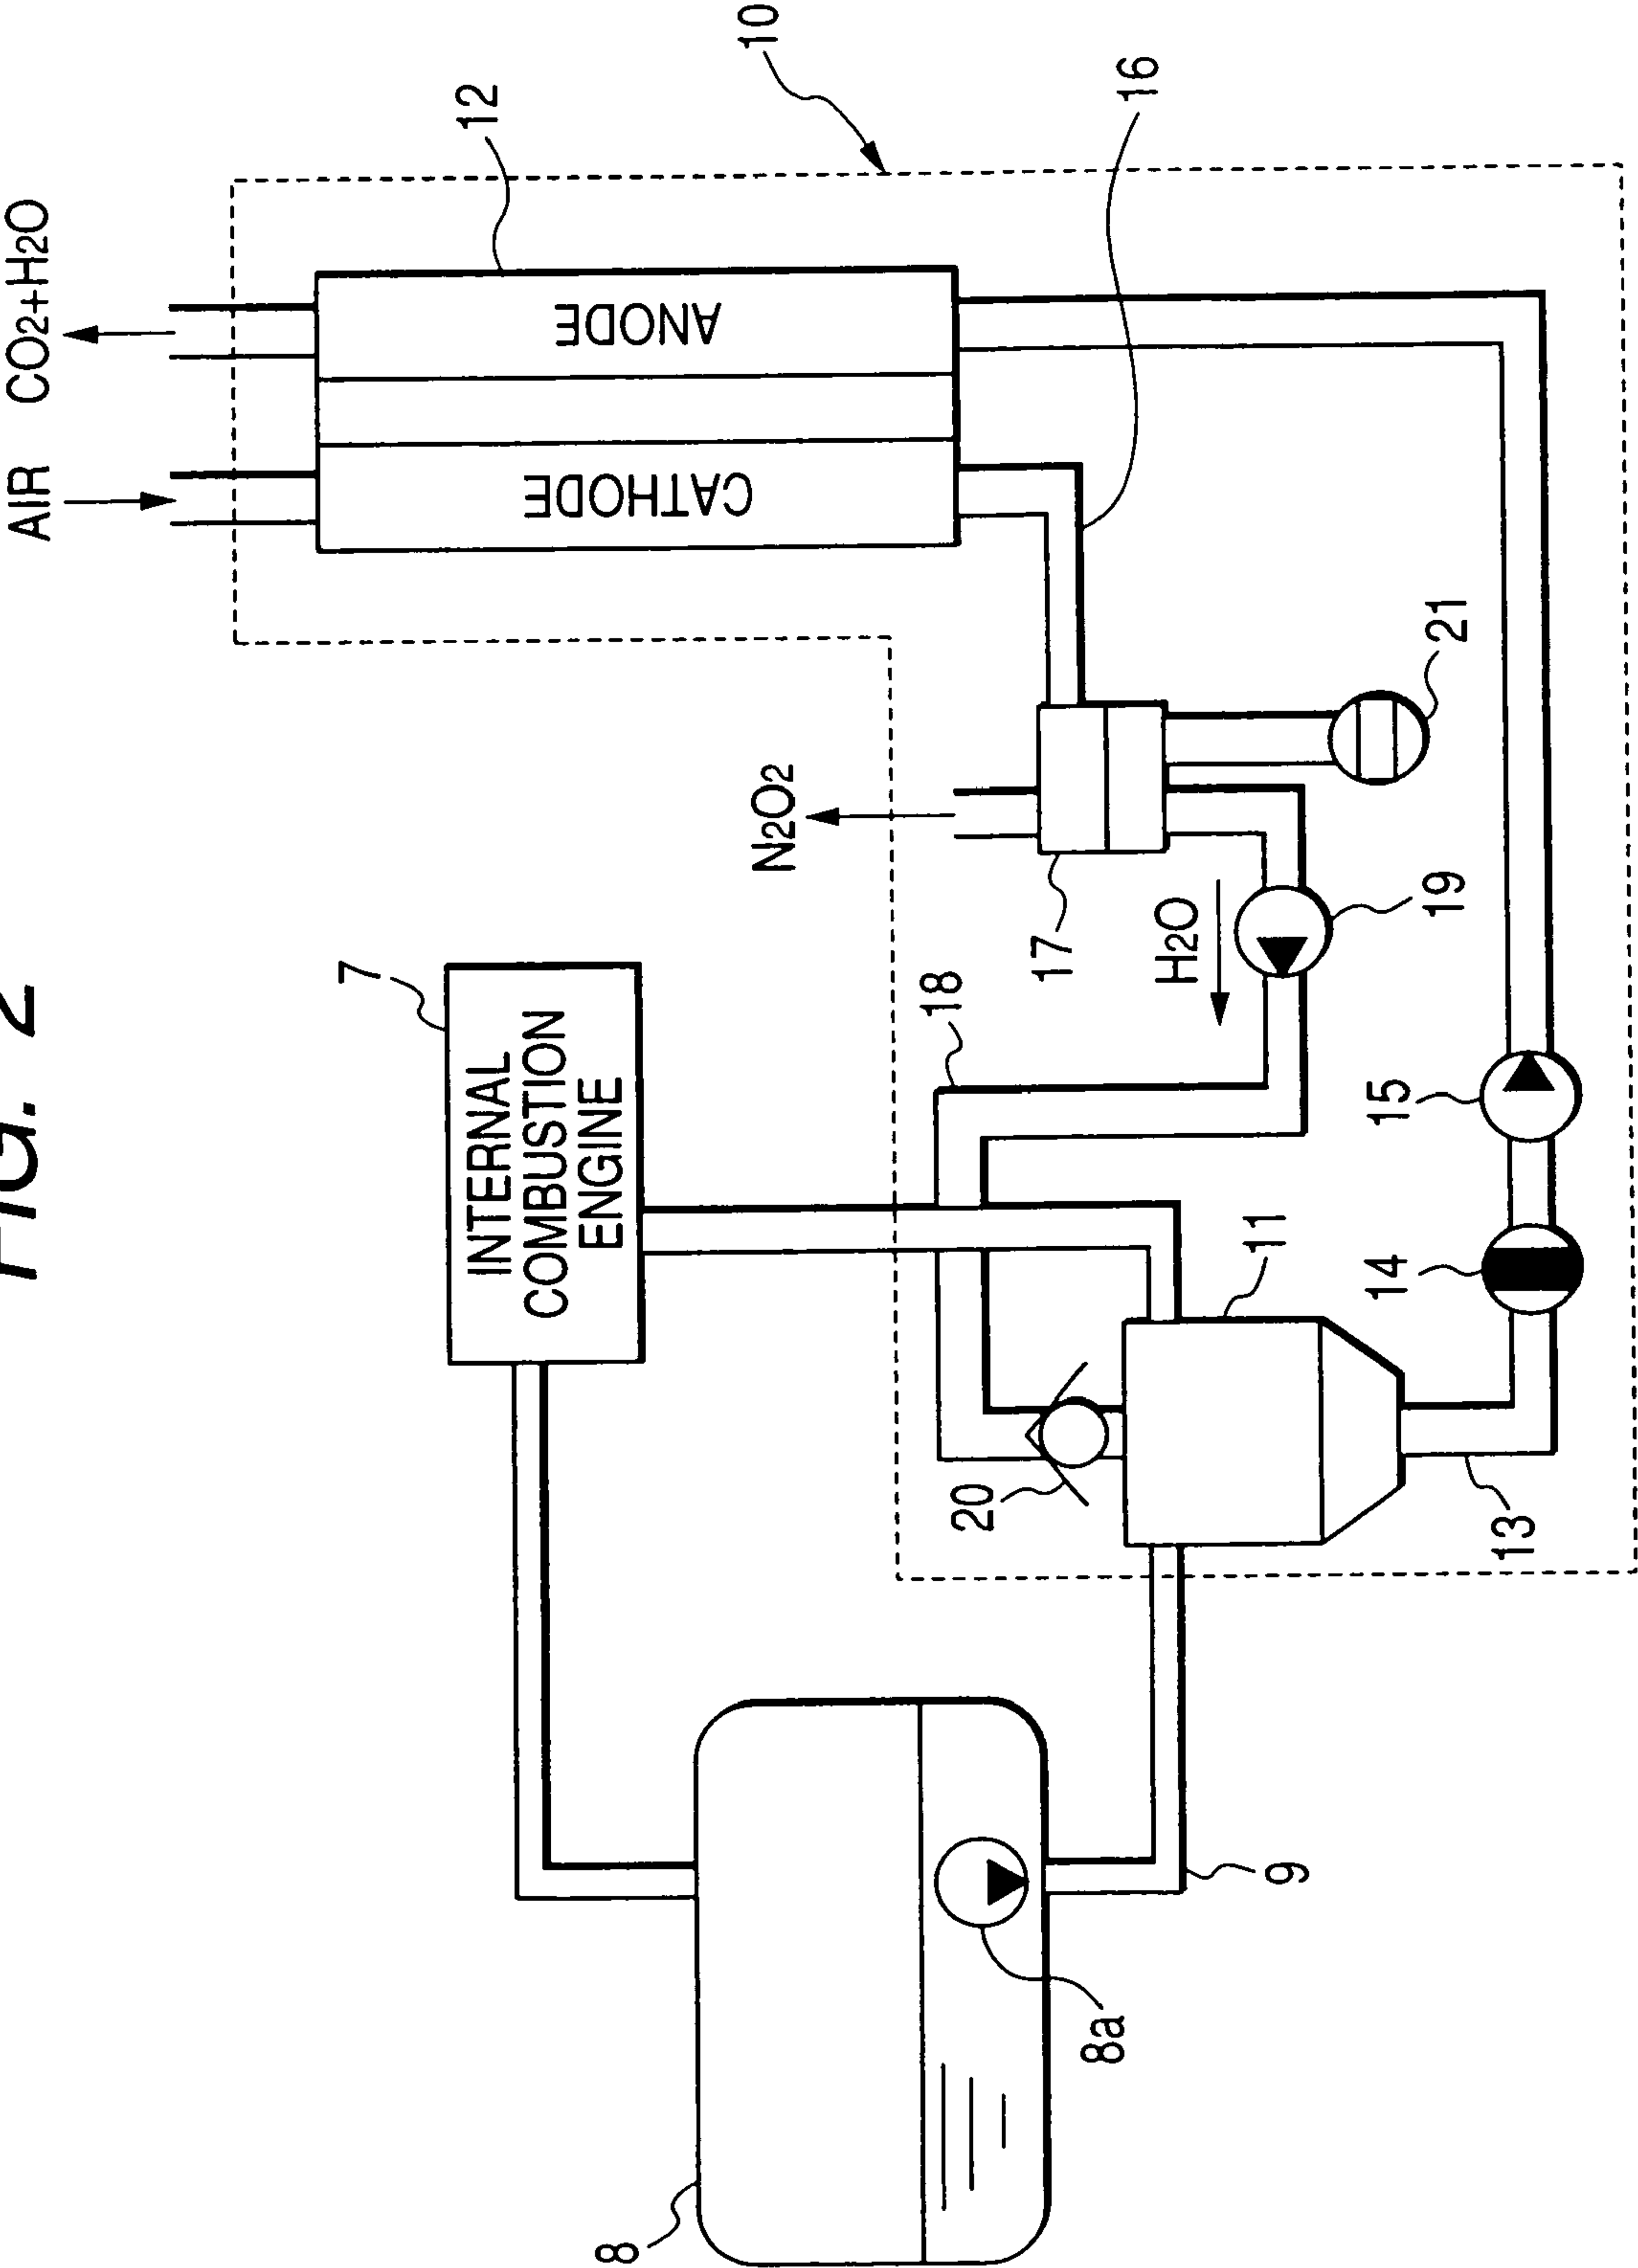 FIG. 2
AIR
CO2+H2O
12
10
CATHODE
ANODE
16
7
INTERNAL
COMBUSTION
ENGINE
N2O2
17
18
H2O
19
21
20
11
14
15
13
8
8a
9